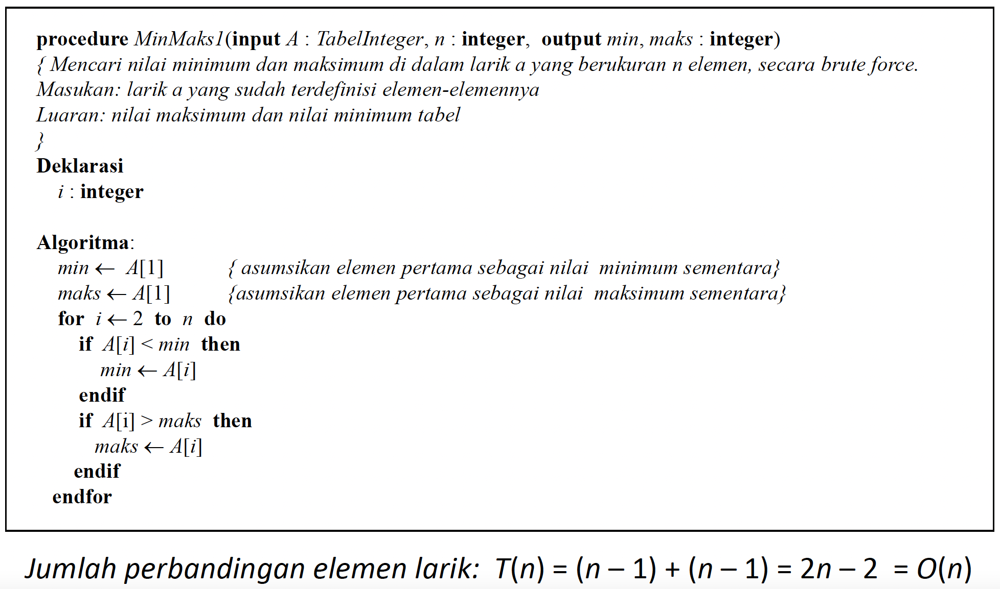 procedure MinMaks1(input A : TabelInteger, n : integer, output min, maks : integer)
{ Mencari nilai minimum dan maksimum di dalam larik a yang berukuran n elemen, secara brute force.
Masukan: larik a yang sudah terdefinisi elemen-elemennya
Luaran: nilai maksimum dan nilai minimum tabel
}
Deklarasi
i : integer
Algoritma:
min ← A[1] { asumsikan elemen pertama sebagai nilai minimum sementara}
maks ← A[1] {asumsikan elemen pertama sebagai nilai maksimum sementara}
for i ← 2 to n do
if A[i] < min then
min ← A[i]
endif
if A[i] > maks then
maks ← A[i]
endif
endfor
Jumlah perbandingan elemen larik: T(n) = (n – 1) + (n – 1) = 2n – 2 = O(n)